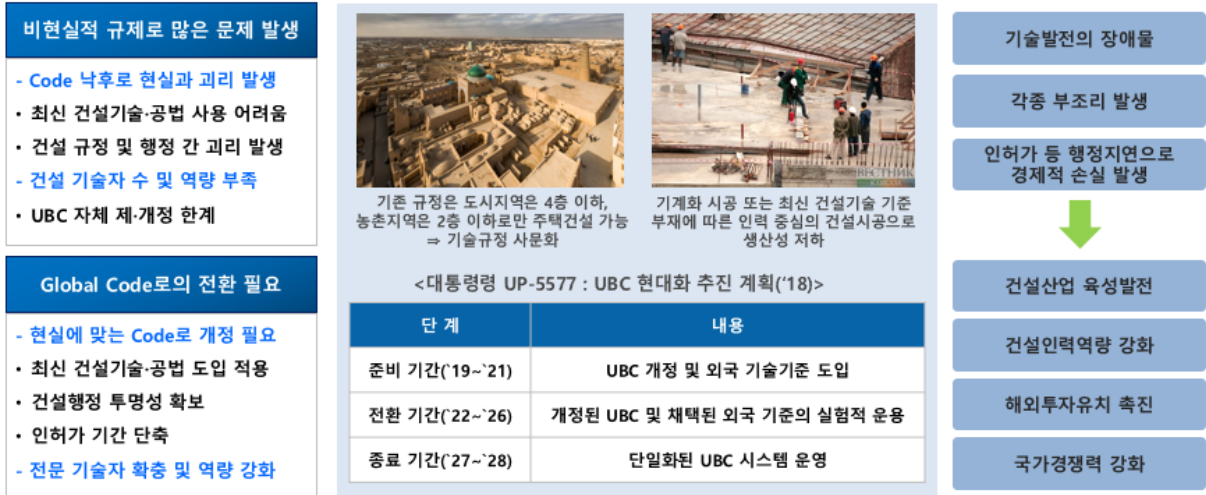 비현실적 규제로 많은 문제 발생
- Code 낙후로 현실과 괴리 발생
• 최신 건설기술·공법 사용 어려움
• 건설 규정 및 행정 간 괴리 발생
- 건설 기술자 수 및 역량 부족
• UBC 자체 제·개정 한계
Global Code로의 전환 필요
- 현실에 맞는 Code로 개정 필요
• 최신 건설기술·공법 도입 적용
• 건설행정 투명성 확보
• 인허가 기간 단축
- 전문 기술자 확충 및 역량 강화
기존 규정은 도시지역은 4층 이하,
농촌지역은 2층 이하로만 주택건설 가능
⇒ 기술규정 사문화
ВЕСТНИК
기계화 시공 또는 최신 건설기술 기준
부재에 따른 인력 중심의 건설시공으로
생산성 저하
<대통령령 UP-5577 : UBC 현대화 추진 계획(‘18)>
단 계 내용
준비 기간(`19~`21) UBC 개정 및 외국 기술기준 도입
전환 기간(`22~`26) 개정된 UBC 및 채택된 외국 기준의 실험적 운용
종료 기간(`27~`28) 단일화된 UBC 시스템 운영
기술발전의 장애물
각종 부조리 발생
인허가 등 행정지연으로
경제적 손실 발생
건설산업 육성발전
건설인력역량 강화
해외투자유치 촉진
국가경쟁력 강화